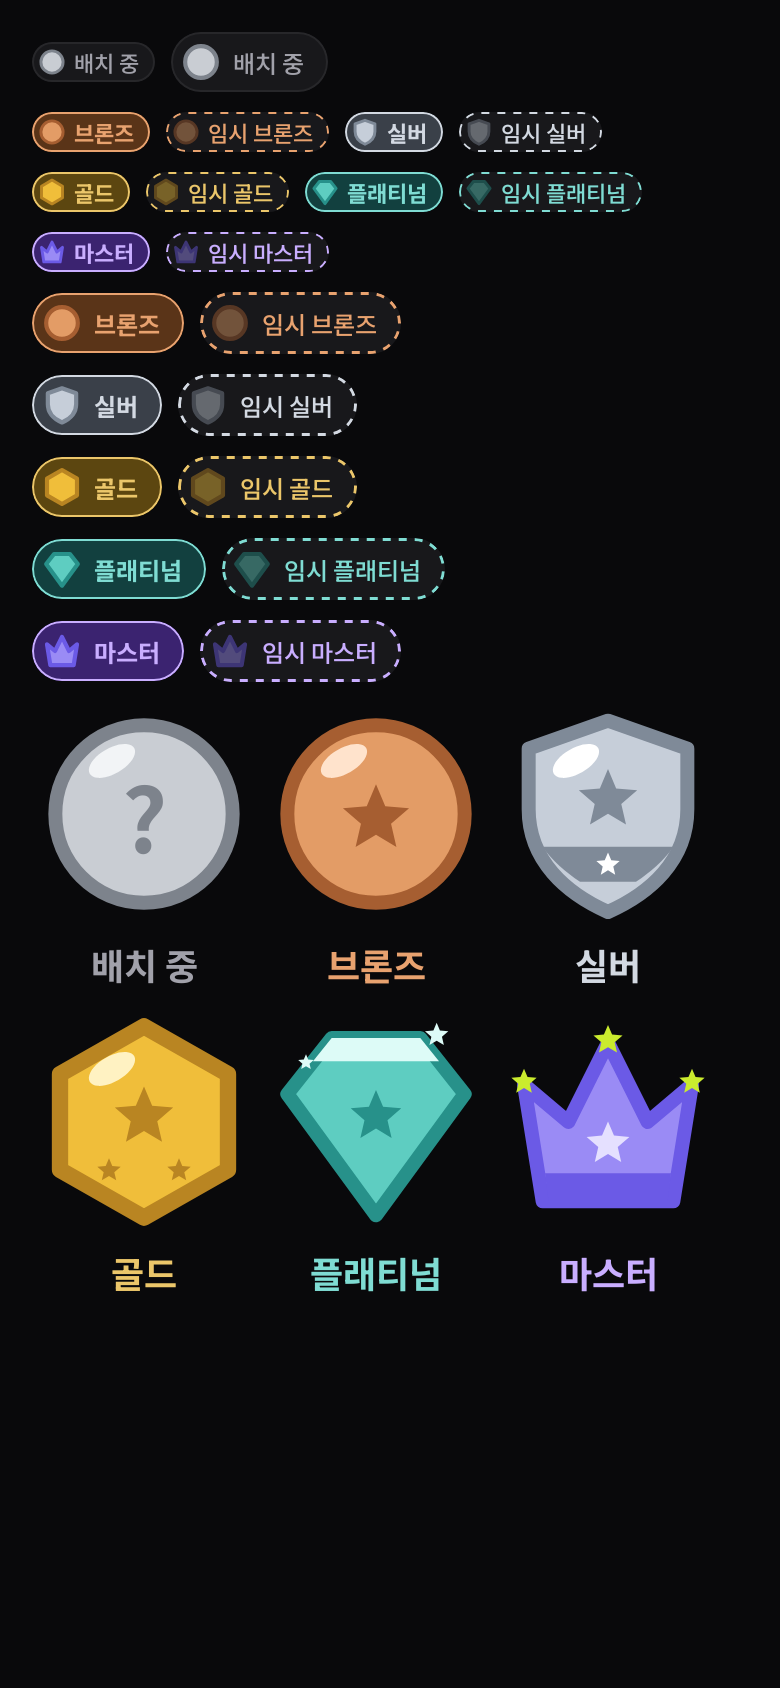 배치 중 배치 중
브론즈 임시 브론즈 실버 임시 실버
골드 임시 골드 플래티넘 임시 플래티넘
마스터 임시 마스터
브론즈 임시 브론즈
실버 임시 실버
골드 임시 골드
플래티넘 임시 플래티넘
마스터 임시 마스터
?
배치 중 브론즈 실버
골드 플래티넘 마스터